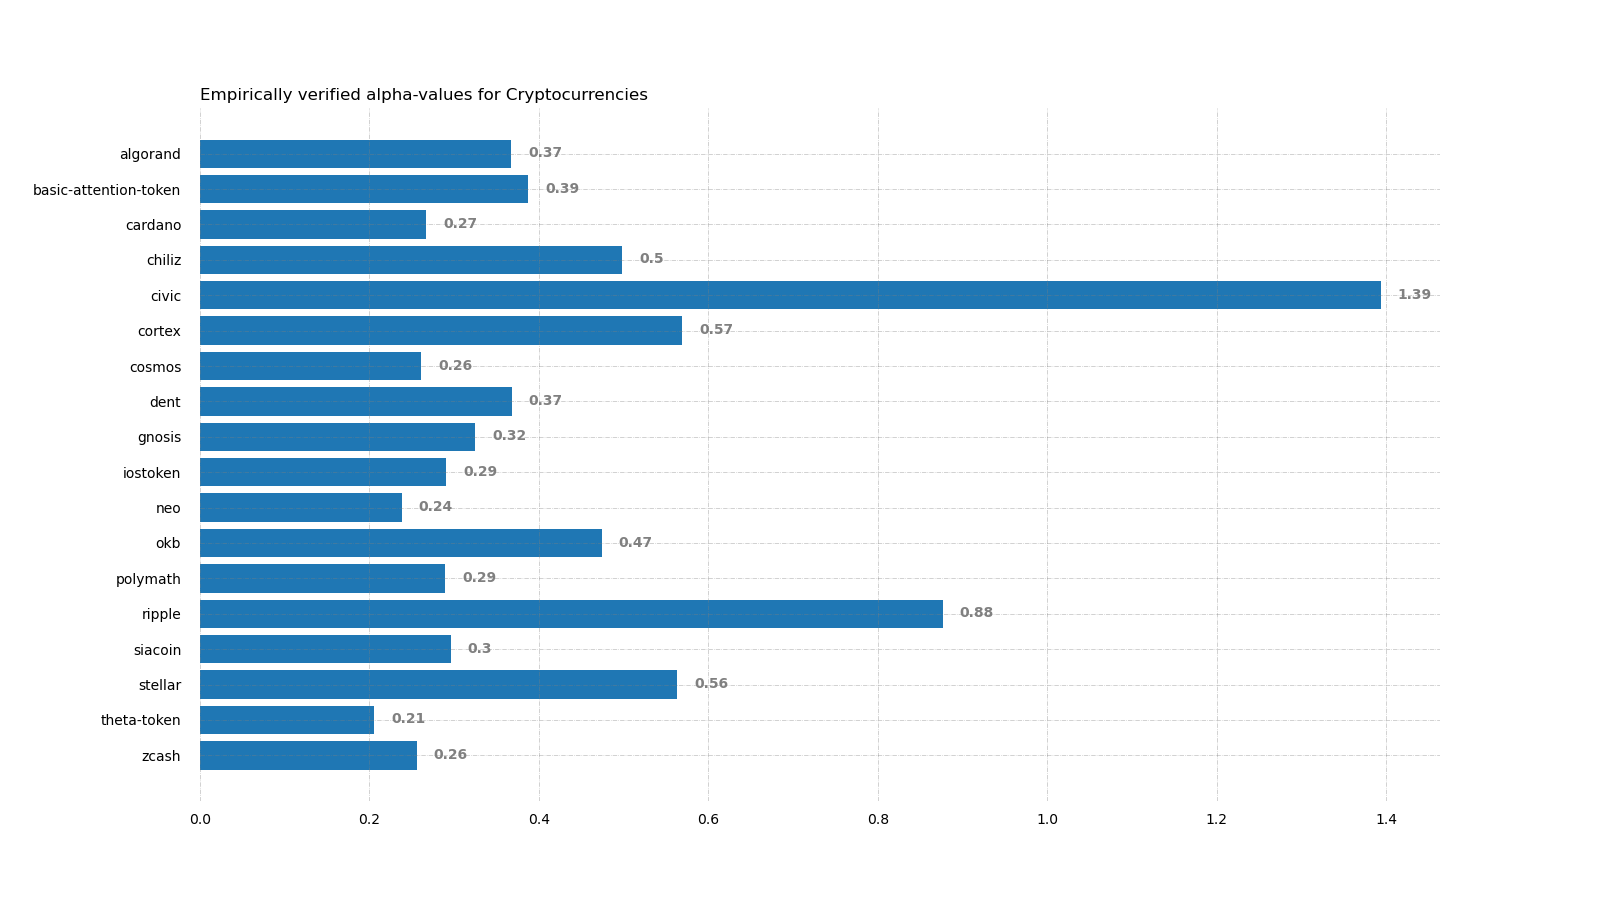 Empirically verified alpha-values for Cryptocurrencies
algorand 0.37
basic-attention-token 0.39
cardano 0.27
chiliz 0.5
civic 1.39
cortex 0.57
cosmos 0.26
dent 0.37
gnosis 0.32
iostoken 0.29
neo 0.24
okb 0.47
polymath 0.29
ripple 0.88
siacoin 0.3
stellar 0.56
theta-token 0.21
zcash 0.26
0.0 0.2 0.4 0.6 0.8 1.0 1.2 1.4